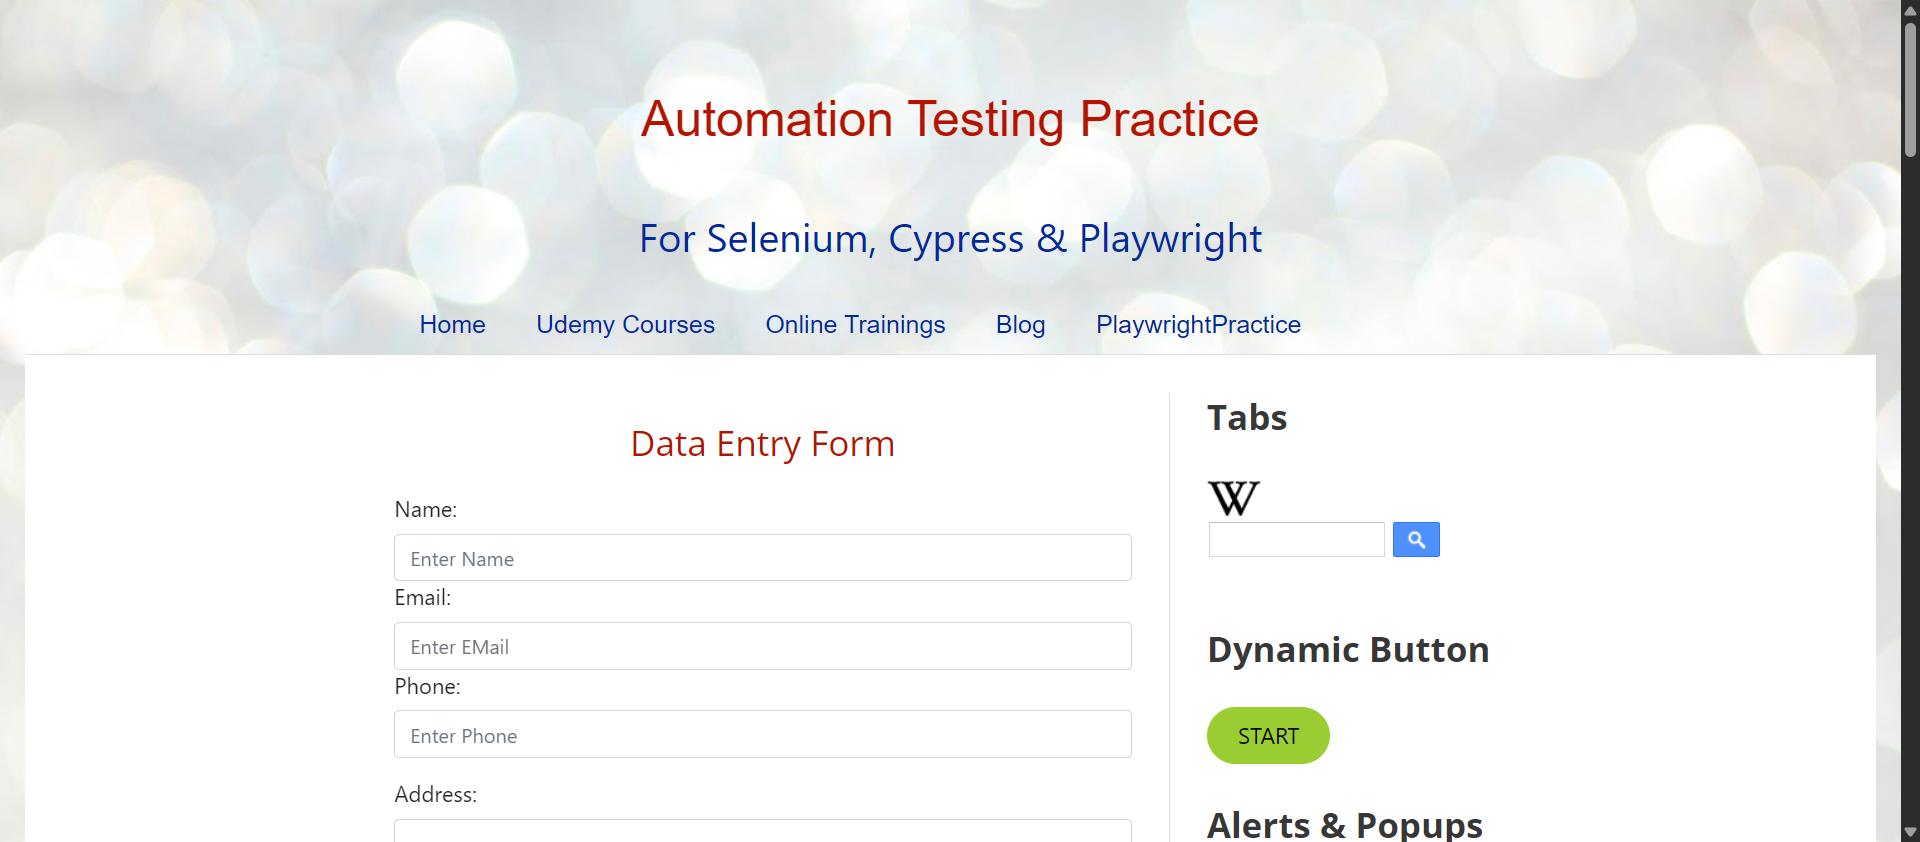 Automation Testing Practice
For Selenium, Cypress & Playwright
Home Udemy Courses Online Trainings Blog PlaywrightPractice
Data Entry Form
Name:
Enter Name
Email:
Enter EMail
Phone:
Enter Phone
Address:
Tabs
W
Dynamic Button
START
Alerts & Popups